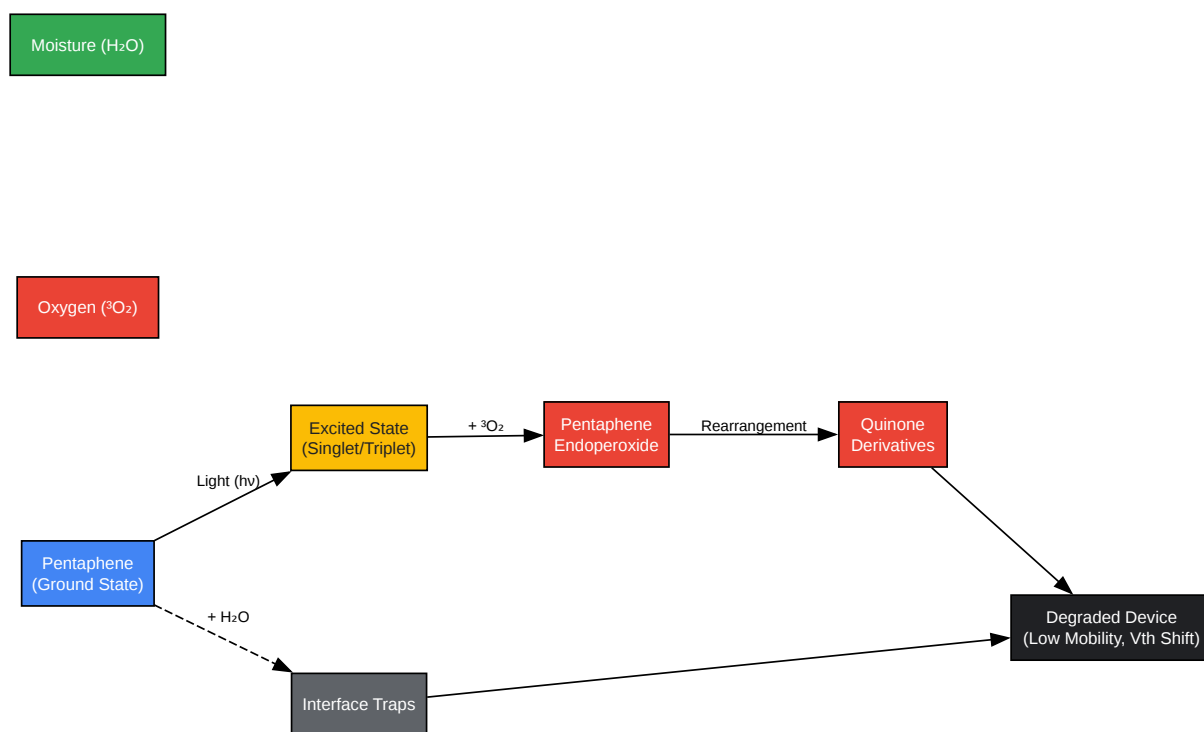 Moisture (H₂O)
Oxygen (³O₂)
Excited State
(Singlet/Triplet)
+ ³O₂
Pentaphene
Endoperoxide
Rearrangement
Quinone
Derivatives
Light (hν)
Pentaphene
(Ground State)
+ H₂O
Degraded Device
(Low Mobility, Vth Shift)
Interface Traps